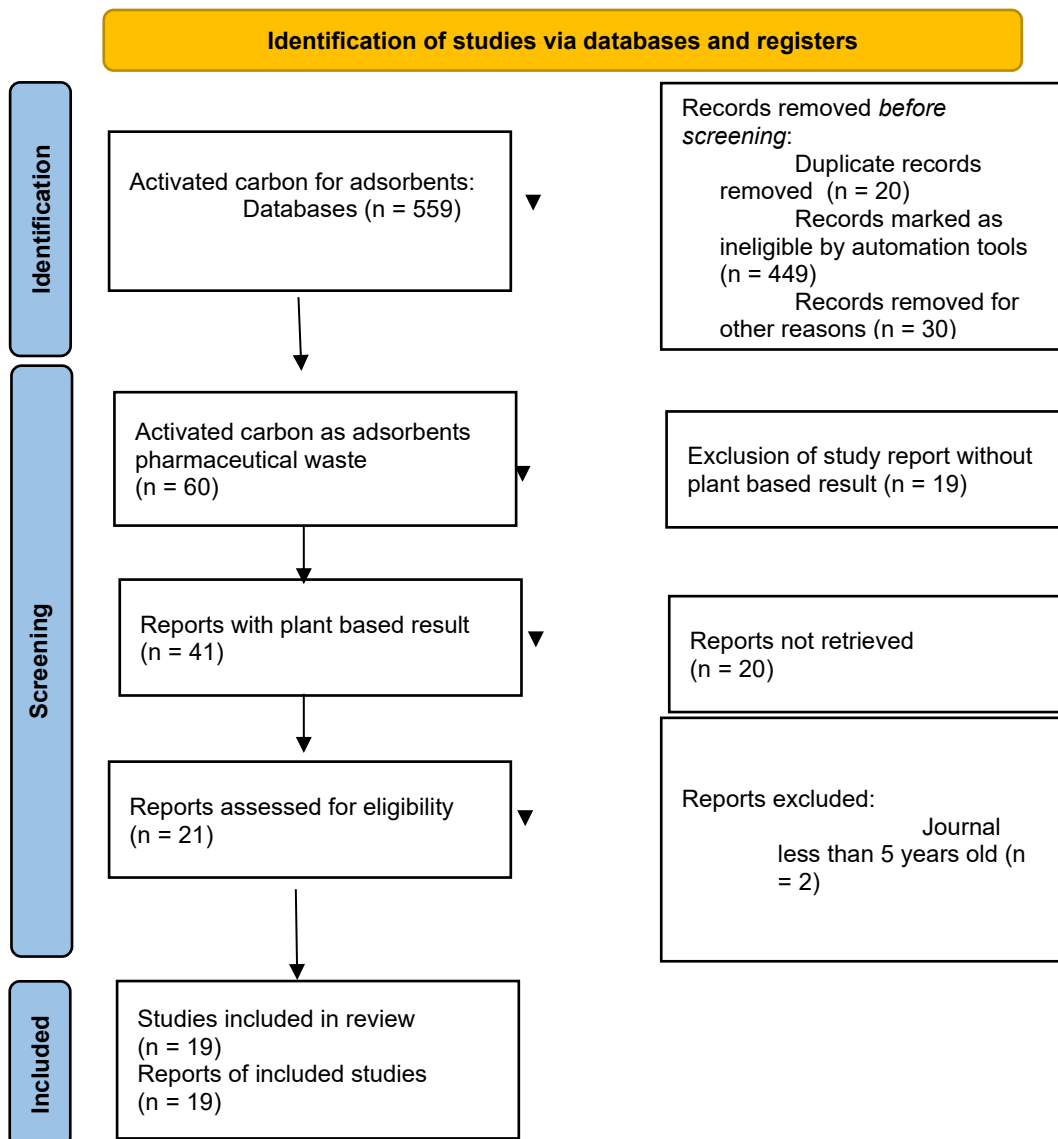 Identification of studies via databases and registers
Identification
Activated carbon for adsorbents:
Databases (n = 559)
Records removed before
screening:
Duplicate records
removed (n = 20)
Records marked as
ineligible by automation tools
(n = 449)
Records removed for
other reasons (n = 30)
Screening
Activated carbon as adsorbents
pharmaceutical waste
(n = 60)
Exclusion of study report without
plant based result (n = 19)
Reports with plant based result
(n = 41)
Reports not retrieved
(n = 20)
Reports assessed for eligibility
(n = 21)
Reports excluded:
Journal
less than 5 years old (n
= 2)
Included
Studies included in review
(n = 19)
Reports of included studies
(n = 19)